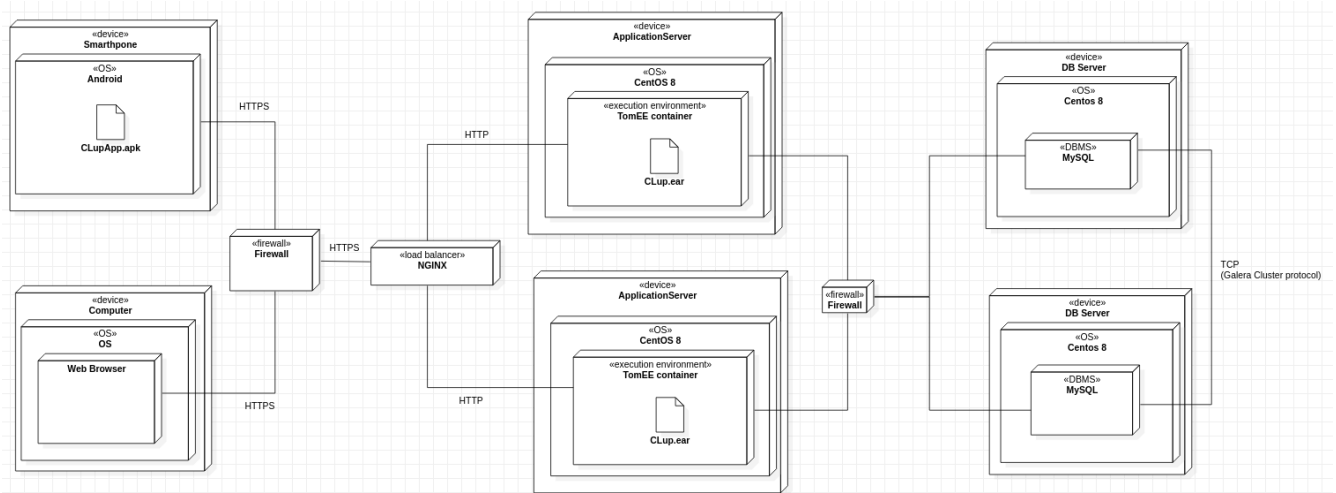 «device»
Smarthpone
«OS»
Android
CLupApp.apk
HTTPS
«firewall»
Firewall
HTTPS
«load balancer»
NGINX
«device»
Computer
«OS»
OS
Web Browser
HTTPS
HTTP
«device»
ApplicationServer
«OS»
CentOS 8
«execution environment»
TomEE container
CLup.ear
«device»
ApplicationServer
«OS»
CentOS 8
«execution environment»
TomEE container
CLup.ear
HTTP
«firewall»
Firewall
«device»
DB Server
«OS»
Centos 8
«DBMS»
MySQL
TCP
(Galera Cluster protocol)
«device»
DB Server
«OS»
Centos 8
«DBMS»
MySQL